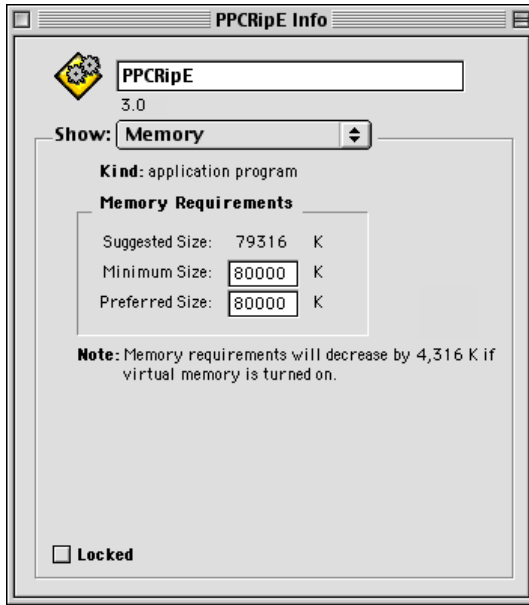 PPCRipE Info
PPCRipE
3.0
Show: Memory
Kind: application program
Memory Requirements
Suggested Size: 79316 K
Minimum Size: 80000 K
Preferred Size: 80000 K
Note: Memory requirements will decrease by 4,316 K if
virtual memory is turned on.
Locked